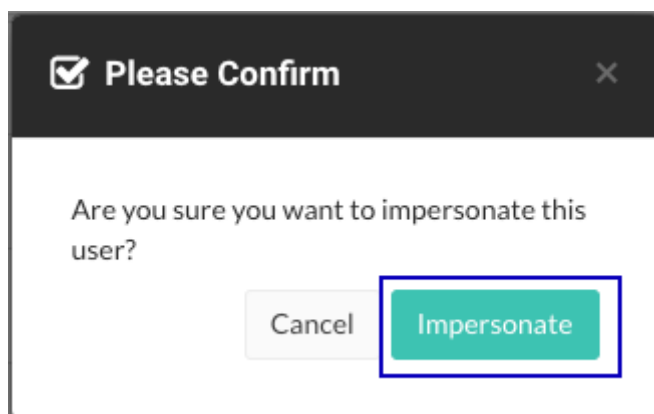 Please Confirm
Are you sure you want to impersonate this
user?
Cancel
Impersonate